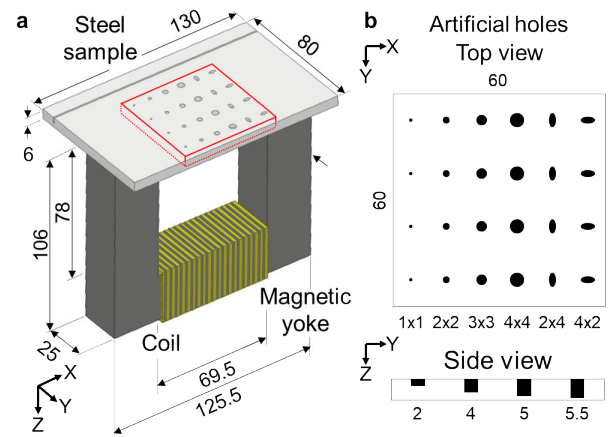 a
Steel
sample
130
80
6
78
106
25
Coil
Magnetic
yoke
69.5
125.5
X
Y
Z
b
Artificial holes
Top view
X
Y
60
60
1x1 2x2 3x3 4x4 2x4 4x2
Y
Z
Side view
2 4 5 5.5